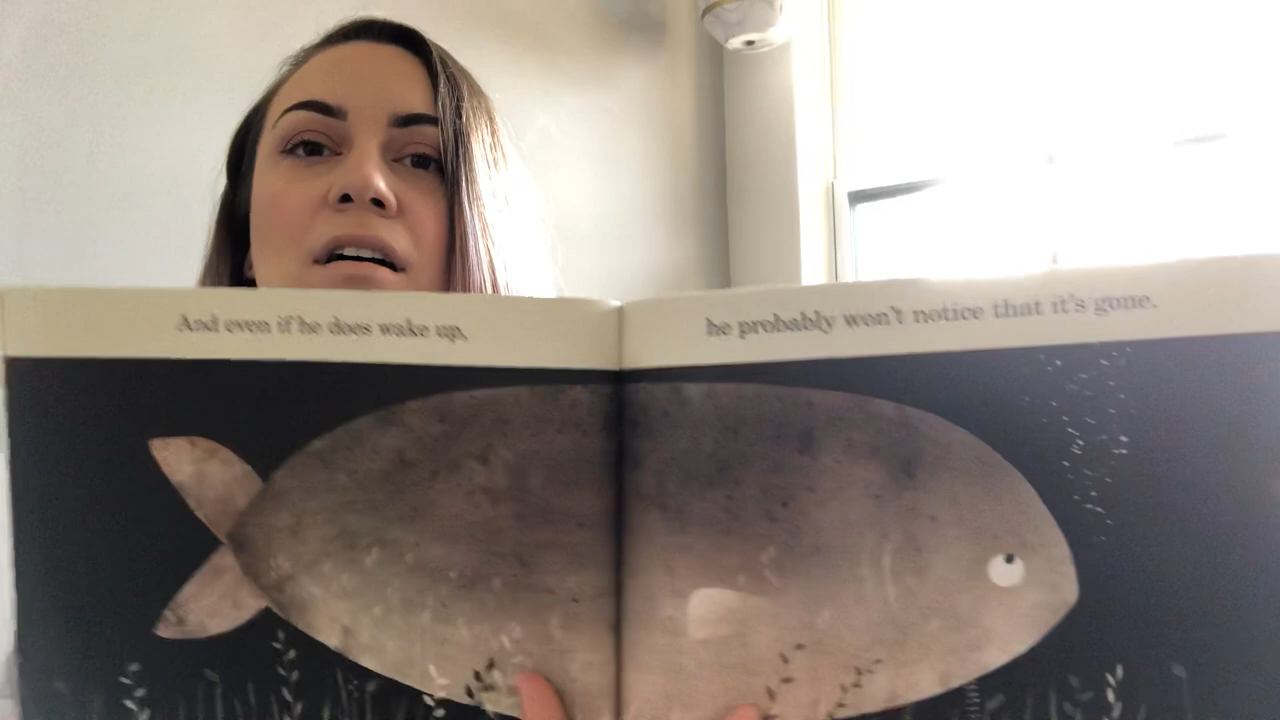 And even if he does wake up,
he probably won't notice that it's gone.